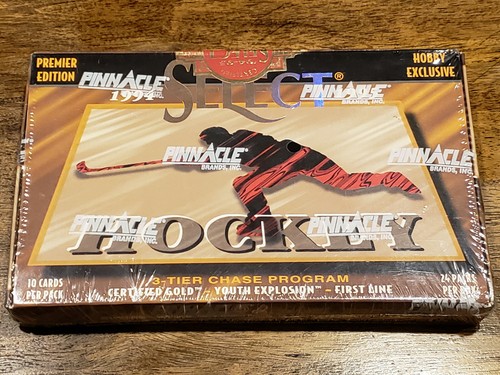 PREMIER
EDITION
HOBBY
EXCLUSIVE
SELECT®
PINNACLE
1994
PINNACLE
BRANDS, INC.
PINNACLE®
BRANDS, INC.
PINNACLE
BRANDS, INC.
HOCKEY
PINNACLE
BRANDS, INC.
PINNACLE
BRANDS, INC.
10 CARDS
PER PACK
3-TIER CHASE PROGRAM
CERTIFIED GOLD™ ~ YOUTH EXPLOSION™ ~ FIRST LINE
24 PACKS
PER BOX